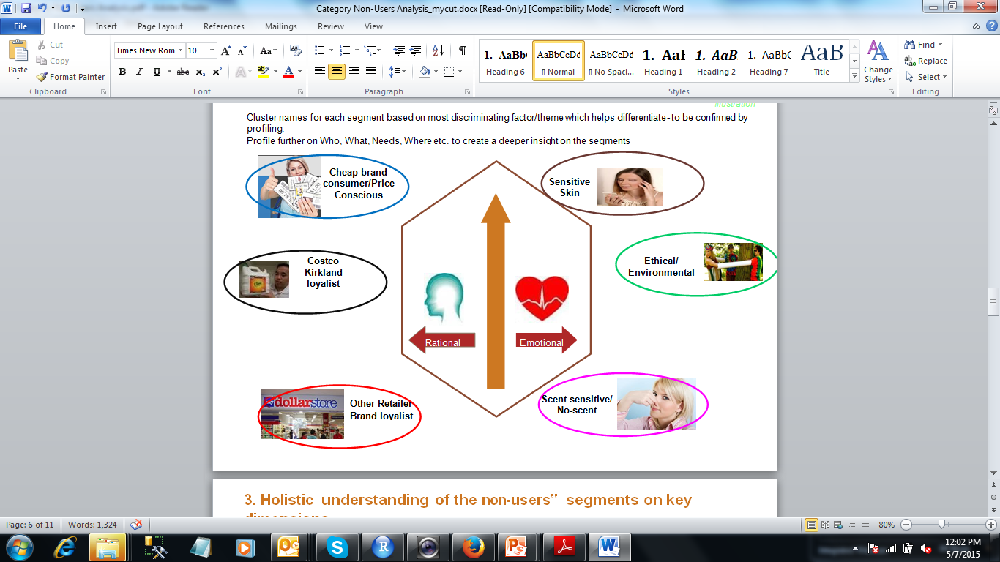 Category Non-Users Analysis_mycut.docx [Read-Only] [Compatibility Mode] - Microsoft Word
File Home Insert Page Layout References Mailings Review View
Paste
Cut
Copy
Format Painter
Clipboard
Times New Rom 10
Font
Paragraph
1. AaBb
Heading 6
AaBbCcDd
¶ Normal
AaBbCcDd
¶ No Spaci...
1. AaB
Heading 1
1. AaB
Heading 2
1. AaBb
Heading 7
AaB
Title
Styles
Change
Styles
Find
Replace
Select
Editing
illustration
Cluster names for each segment based on most discriminating factor/theme which helps differentiate - to be confirmed by
profiling.
Profile further on Who, What, Needs, Where etc. to create a deeper insight on the segments
Cheap brand
consumer/Price
Conscious
Sensitive
Skin
Costco
Kirkland
loyalist
Ethical/
Environmental
Rational
Emotional
dollarstore
Other Retailer
Brand loyalist
Scent sensitive/
No-scent
3. Holistic understanding of the non-users" segments on key
dimensions
Page: 6 of 11 Words: 1,324 80%
12:02 PM
5/7/2015